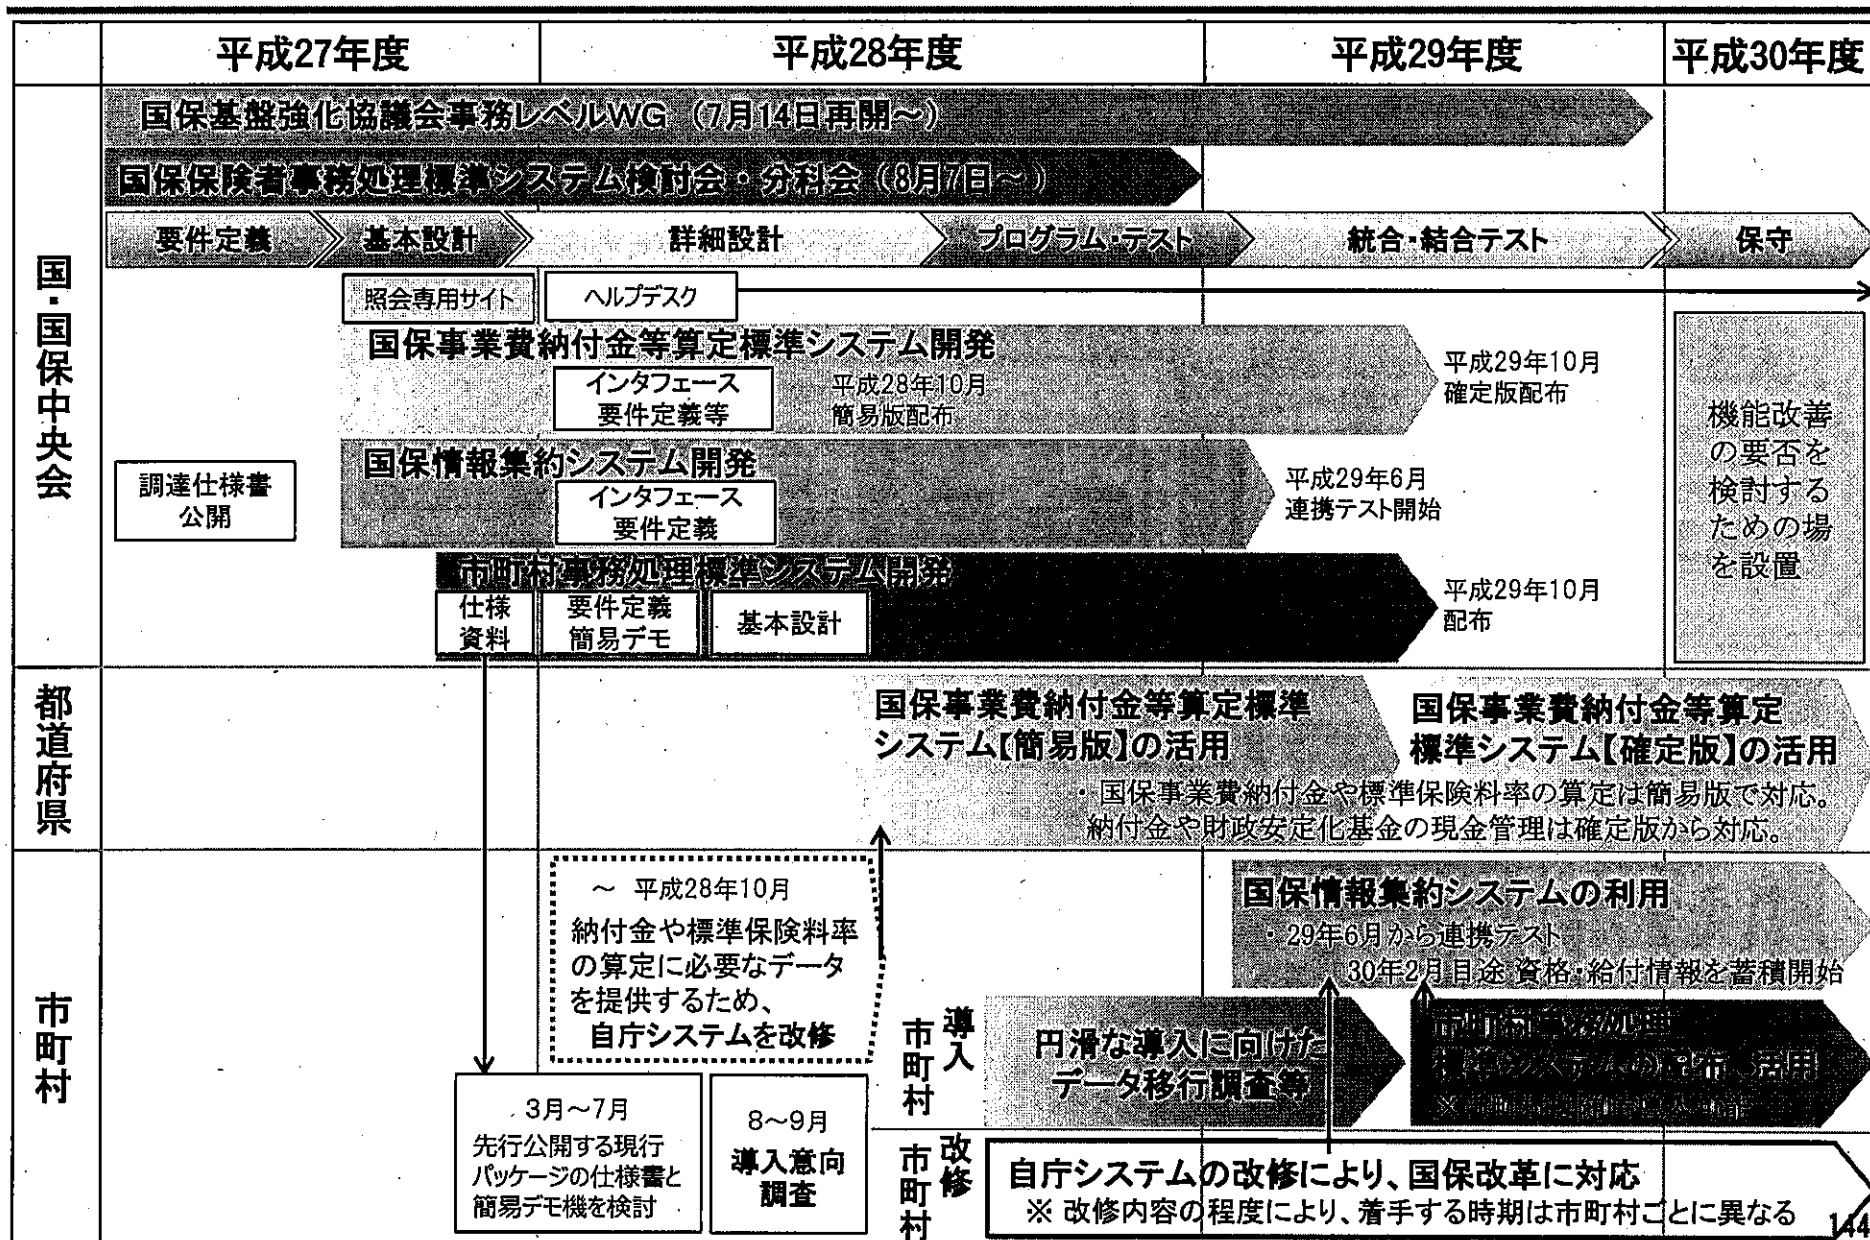 平成27年度
平成28年度
平成29年度
平成30年度
国・国保中央会
国保基盤強化協議会事務レベルWG (7月14日再開～)
国保保険者事務処理標準システム検討会・分科会 (8月7日～)
要件定義
基本設計
詳細設計
プログラム・テスト
統合・結合テスト
保守
照会専用サイト
ヘルプデスク
国保事業費納付金等算定標準システム開発
インタフェース
要件定義等
平成28年10月
簡易版配布
平成29年10月
確定版配布
調達仕様書
公開
国保情報集約システム開発
インタフェース
要件定義
平成29年6月
連携テスト開始
市町村事務処理標準システム開発
仕様
資料
要件定義
簡易デモ
基本設計
平成29年10月
配布
機能改善
の要否を
検討する
ための場
を設置
都道府県
国保事業費納付金等算定標準
システム【簡易版】の活用
国保事業費納付金等算定
標準システム【確定版】の活用
・国保事業費納付金や標準保険料率の算定は簡易版で対応。
納付金や財政安定化基金の現金管理は確定版から対応。
市町村
～ 平成28年10月
納付金や標準保険料率
の算定に必要なデータ
を提供するため、
自庁システムを改修
国保情報集約システムの利用
・29年6月から連携テスト
30年2月目途 資格・給付情報を蓄積開始
3月～7月
先行公開する現行
パッケージの仕様書と
簡易デモ機を検討
8～9月
導入意向
調査
導入
市町村
円滑な導入に向けた
データ移行調査等
市町村事務処理
標準システムの配布・活用
改修
市町村
自庁システムの改修により、国保改革に対応
※ 改修内容の程度により、着手する時期は市町村ごとに異なる
144